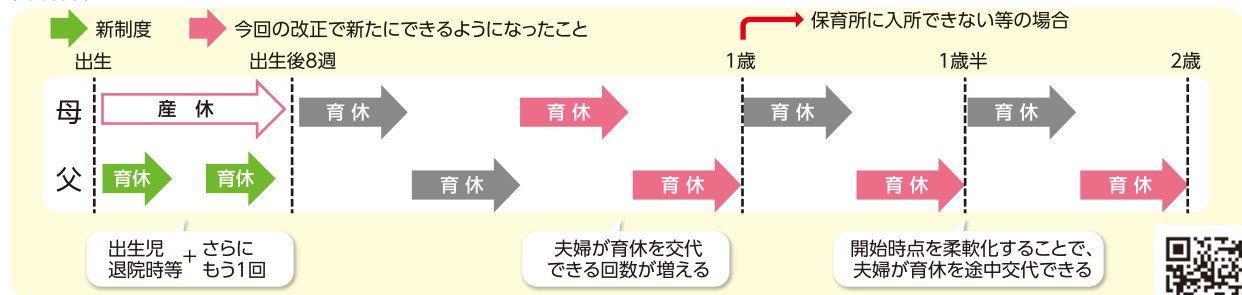 新制度
今回の改正で新たにできるようになったこと
保育所に入所できない等の場合
出生
出生後8週
1歳
1歳半
2歳
母
産 休
育 休
育 休
育 休
育 休
父
育休
育休
育 休
育 休
育 休
育 休
出生児
退院時等
+
さらに
もう1回
夫婦が育休を交代
できる回数が増える
開始時点を柔軟化することで、
夫婦が育休を途中交代できる